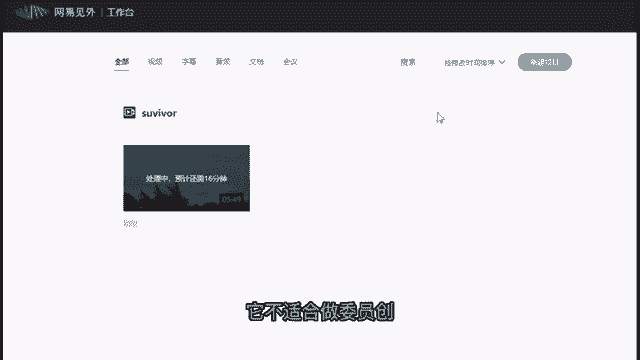 网易见外 | 工作台
全部 视频 字幕 音频 文档 会议 搜索 按修改时间排序 新建项目
suvivor
处理中，预计还需16分钟
05:49
它不适合做委员创